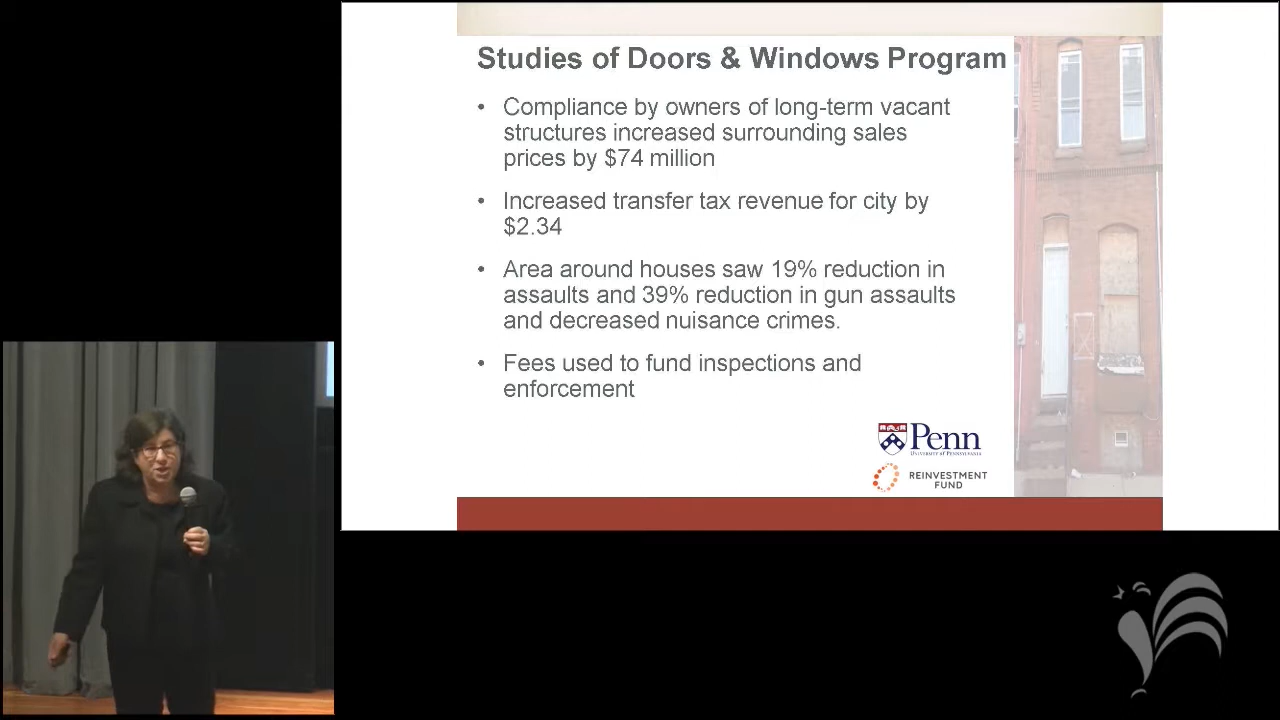 Studies of Doors & Windows Program
• Compliance by owners of long-term vacant
structures increased surrounding sales
prices by $74 million
• Increased transfer tax revenue for city by
$2.34
• Area around houses saw 19% reduction in
assaults and 39% reduction in gun assaults
and decreased nuisance crimes.
• Fees used to fund inspections and
enforcement
Penn
UNIVERSITY OF PENNSYLVANIA
REINVESTMENT
FUND